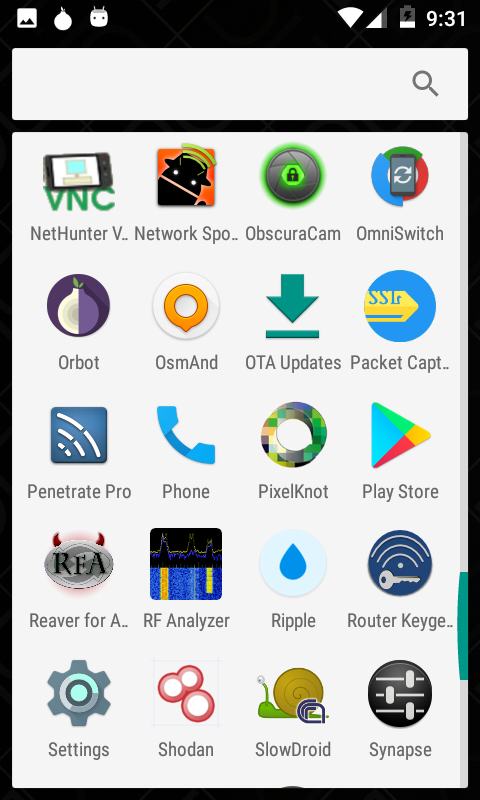 9:31
VNC
NetHunter V.. Network Spo.. ObscuraCam OmniSwitch
SSL
Orbot OsmAnd OTA Updates Packet Capt..
Penetrate Pro Phone PixelKnot Play Store
RFA
Reaver for A.. RF Analyzer Ripple Router Keyge..
Settings Shodan SlowDroid Synapse